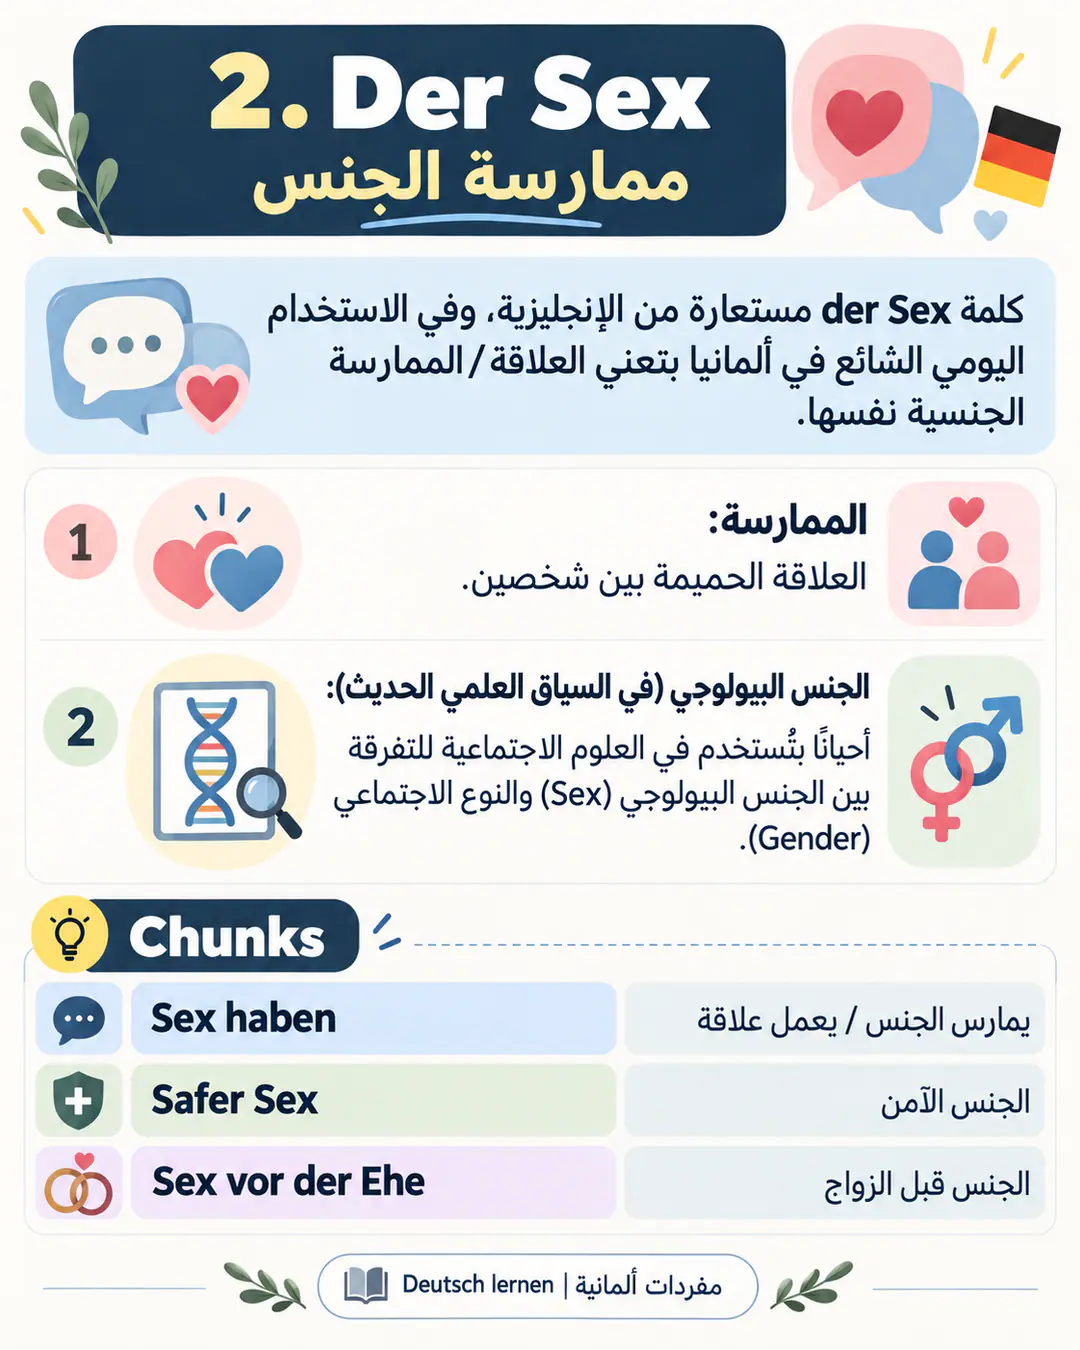 2. Der Sex
ممارسة الجنس
كلمة der Sex مستعارة من الإنجليزية، وفي الاستخدام
اليومي الشائع في ألمانيا بتعني العلاقة / الممارسة
الجنسية نفسها.
1
الممارسة:
العلاقة الحميمة بين شخصين.
2
الجنس البيولوجي (في السياق العلمي الحديث):
أحيانًا بتُستخدم في العلوم الاجتماعية للتفرقة
بين الجنس البيولوجي (Sex) والنوع الاجتماعي
(Gender).
Chunks
Sex haben
يمارس الجنس / يعمل علاقة
Safer Sex
الجنس الآمن
Sex vor der Ehe
الجنس قبل الزواج
Deutsch lernen | مفردات ألمانية